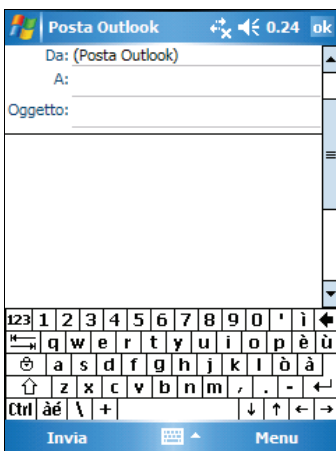 Posta Outlook 0.24 ok
Da: (Posta Outlook)
A:
Oggetto:
123 1 2 3 4 5 6 7 8 9 0 ' ì
q w e r t y u i o p è ù
a s d f g h j k l ò à
z x c v b n m , . -
Ctrl àé \ +
Invia Menu